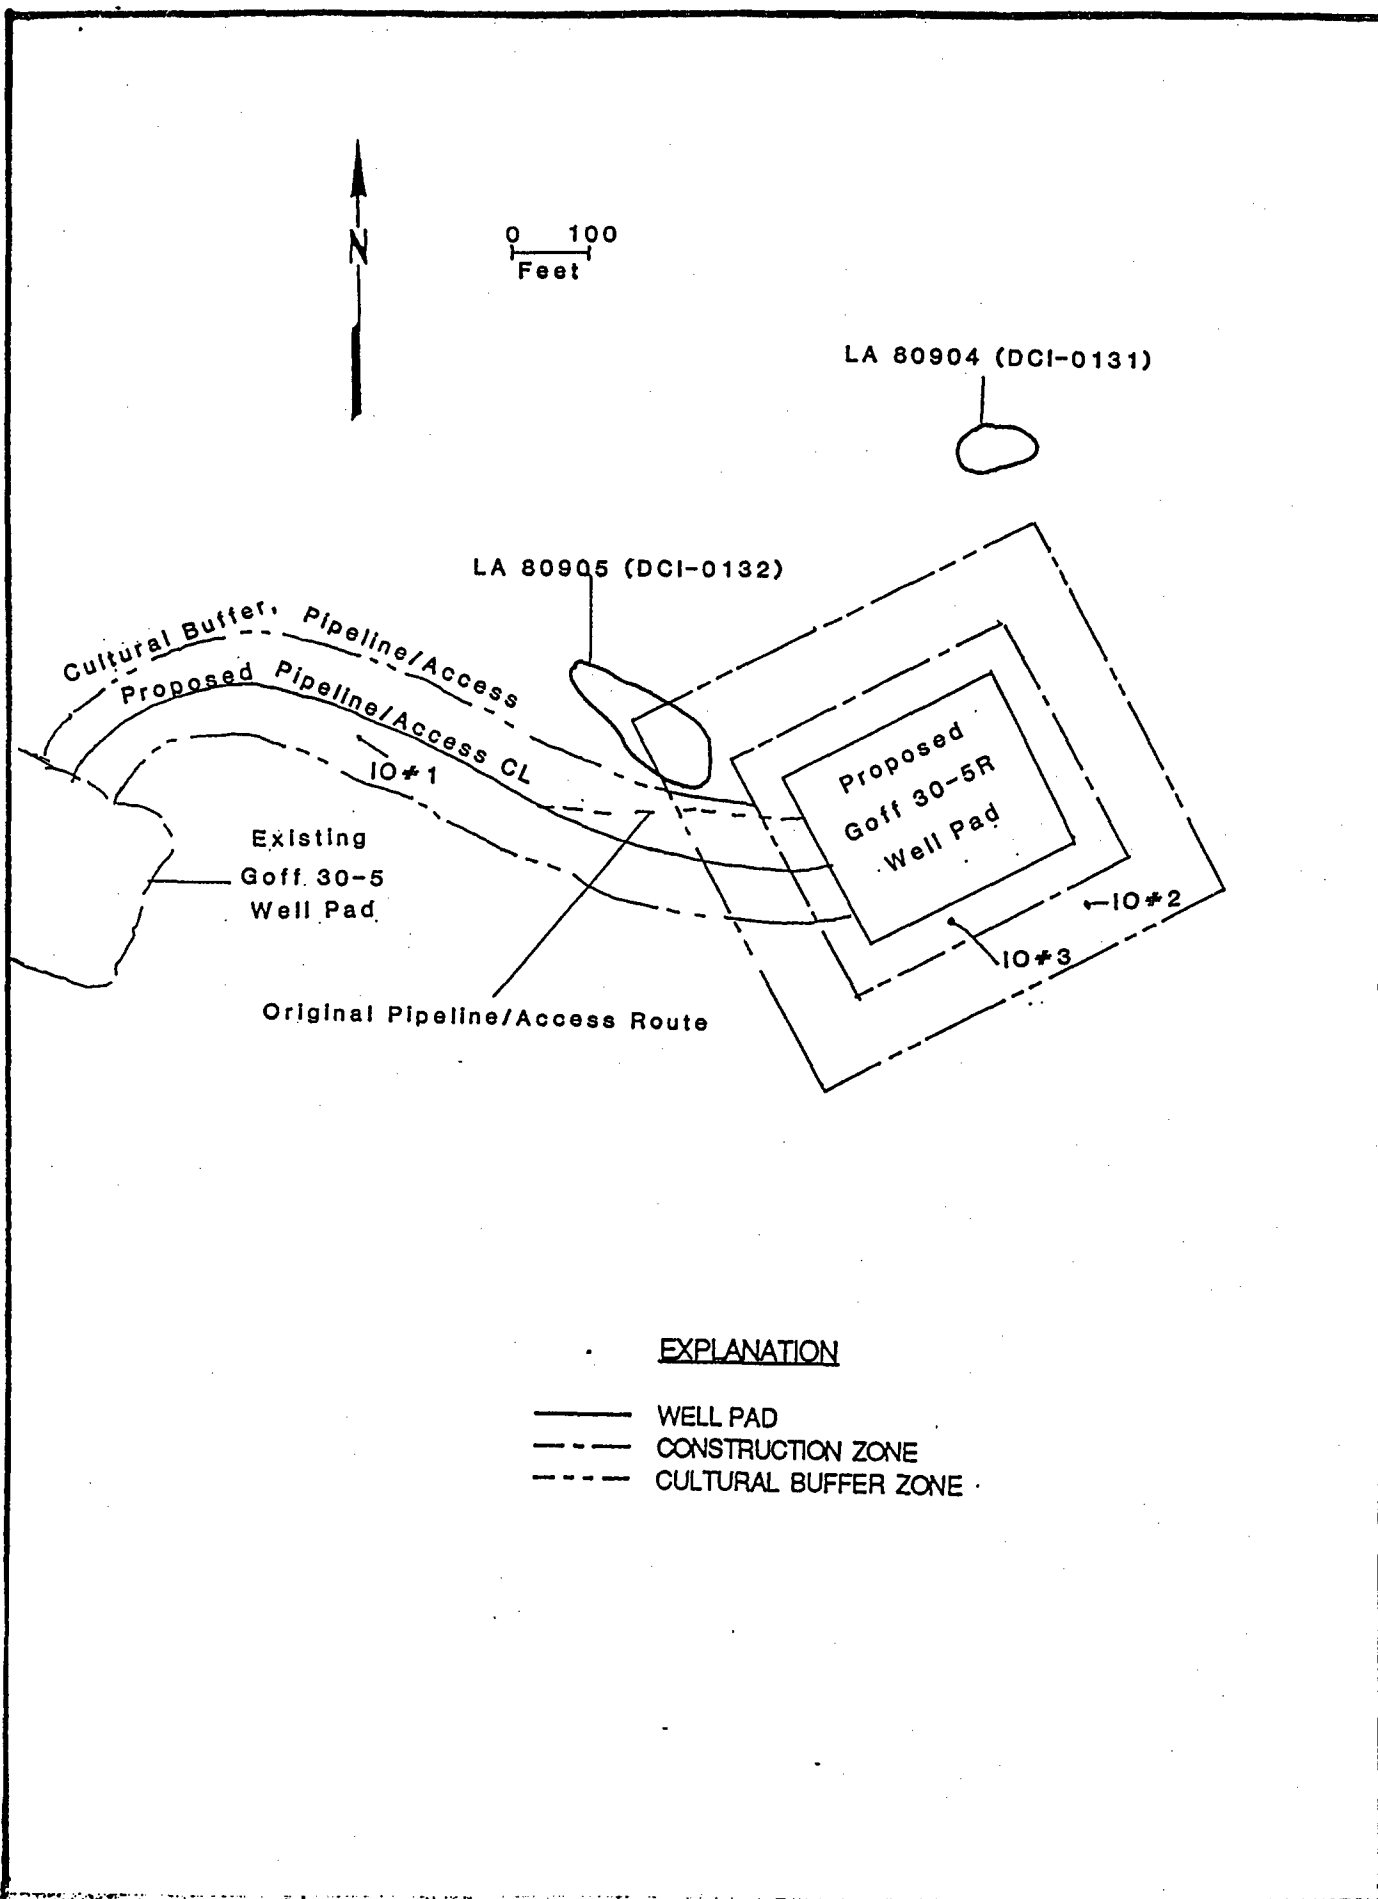 N
0 100
Feet
LA 80904 (DCI-0131)
LA 80905 (DCI-0132)
Cultural Buffer, Pipeline/Access
Proposed Pipeline/Access CL
IO#1
Proposed
Goff 30-5R
Well Pad
Existing
Goff 30-5
Well Pad
IO#2
IO#3
Original Pipeline/Access Route
EXPLANATION
WELL PAD
CONSTRUCTION ZONE
CULTURAL BUFFER ZONE